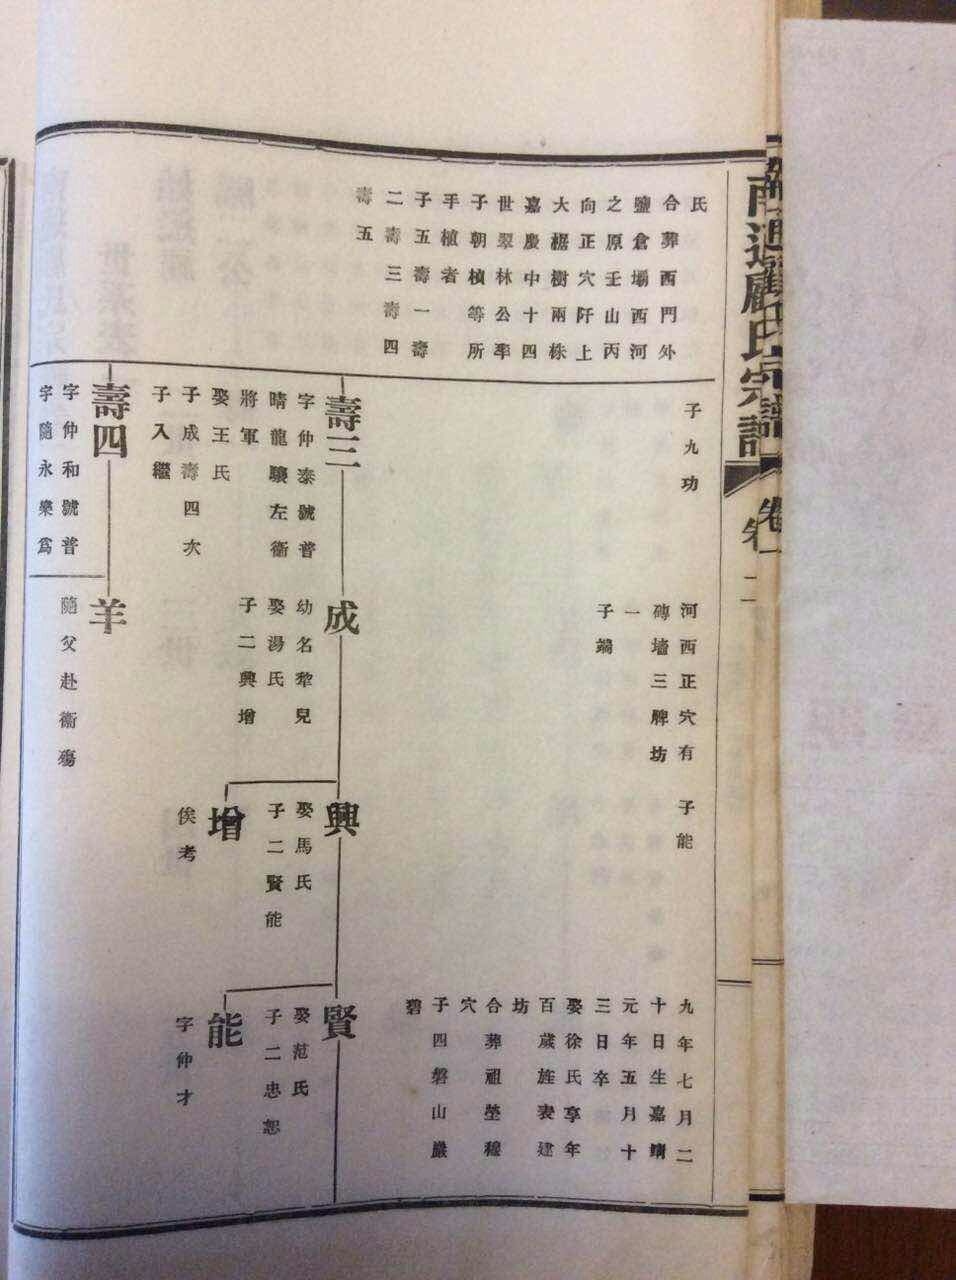 南通顧氏宗譜
卷一
二
氏
合葬西門外
鹽倉壩西河
之原壬山丙
向正穴阡上
大椐樹兩株
嘉慶中十四
世翠林公率
子朝楨等所
手植者
子五壽一壽
二壽三壽四
壽五
子九功
河西正穴有
磚墻三牌坊
一
子端
子能
九年七月二
十日生嘉靖
元年五月十
三日卒
娶徐氏享年
百歲旌表建
坊
合葬祖塋穆
穴
子四磐山巖
碧
壽三
字仲泰號普
晴龍驤左衞
將軍
娶王氏
子成壽四次
子入繼
成
幼名犂兒
娶湯氏
子二興增
興
娶馬氏
子二賢能
增
俟考
賢
娶范氏
子二忠恕
能
字仲才
壽四
字仲和號普
字隨永樂爲
羊
隨父赴衞殤